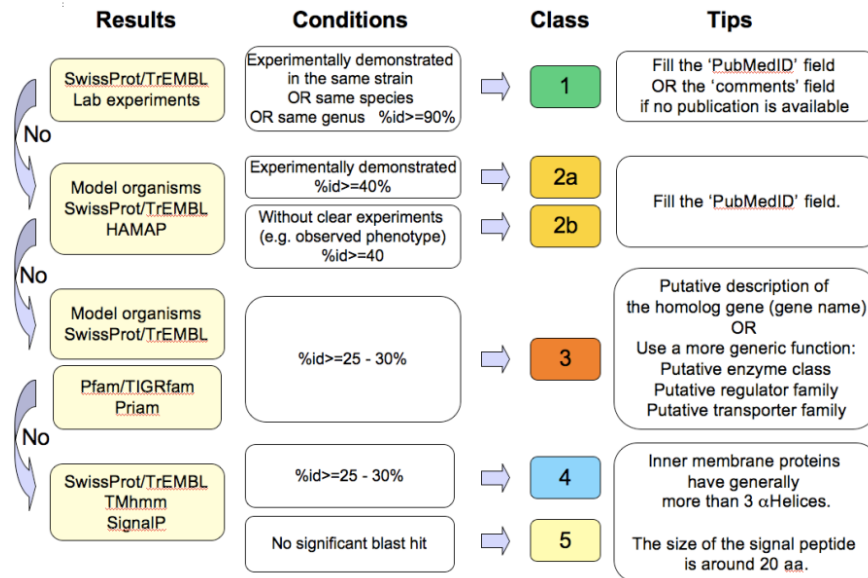 Results
Conditions
Class
Tips
SwissProt/TrEMBL
Lab experiments
Experimentally demonstrated
in the same strain
OR same species
OR same genus %id>=90%
1
Fill the ‘PubMedID’ field
OR the ‘comments’ field
if no publication is available
No
Model organisms
SwissProt/TrEMBL
HAMAP
Experimentally demonstrated
%id>=40%
2a
Without clear experiments
(e.g. observed phenotype)
%id>=40
2b
Fill the ‘PubMedID’ field.
No
Model organisms
SwissProt/TrEMBL
Pfam/TIGRfam
Priam
%id>=25 - 30%
3
Putative description of
the homolog gene (gene name)
OR
Use a more generic function:
Putative enzyme class
Putative regulator family
Putative transporter family
No
SwissProt/TrEMBL
TMhmm
SignalP
%id>=25 - 30%
4
No significant blast hit
5
Inner membrane proteins
have generally
more than 3 αHelices.
The size of the signal peptide
is around 20 aa.